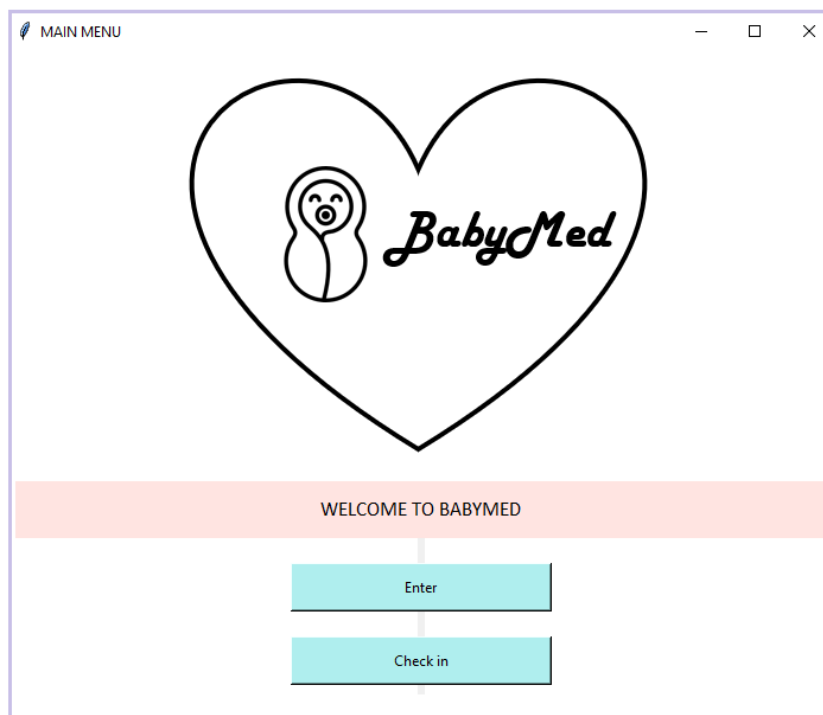 MAIN MENU
BabyMed
WELCOME TO BABYMED
Enter
Check in